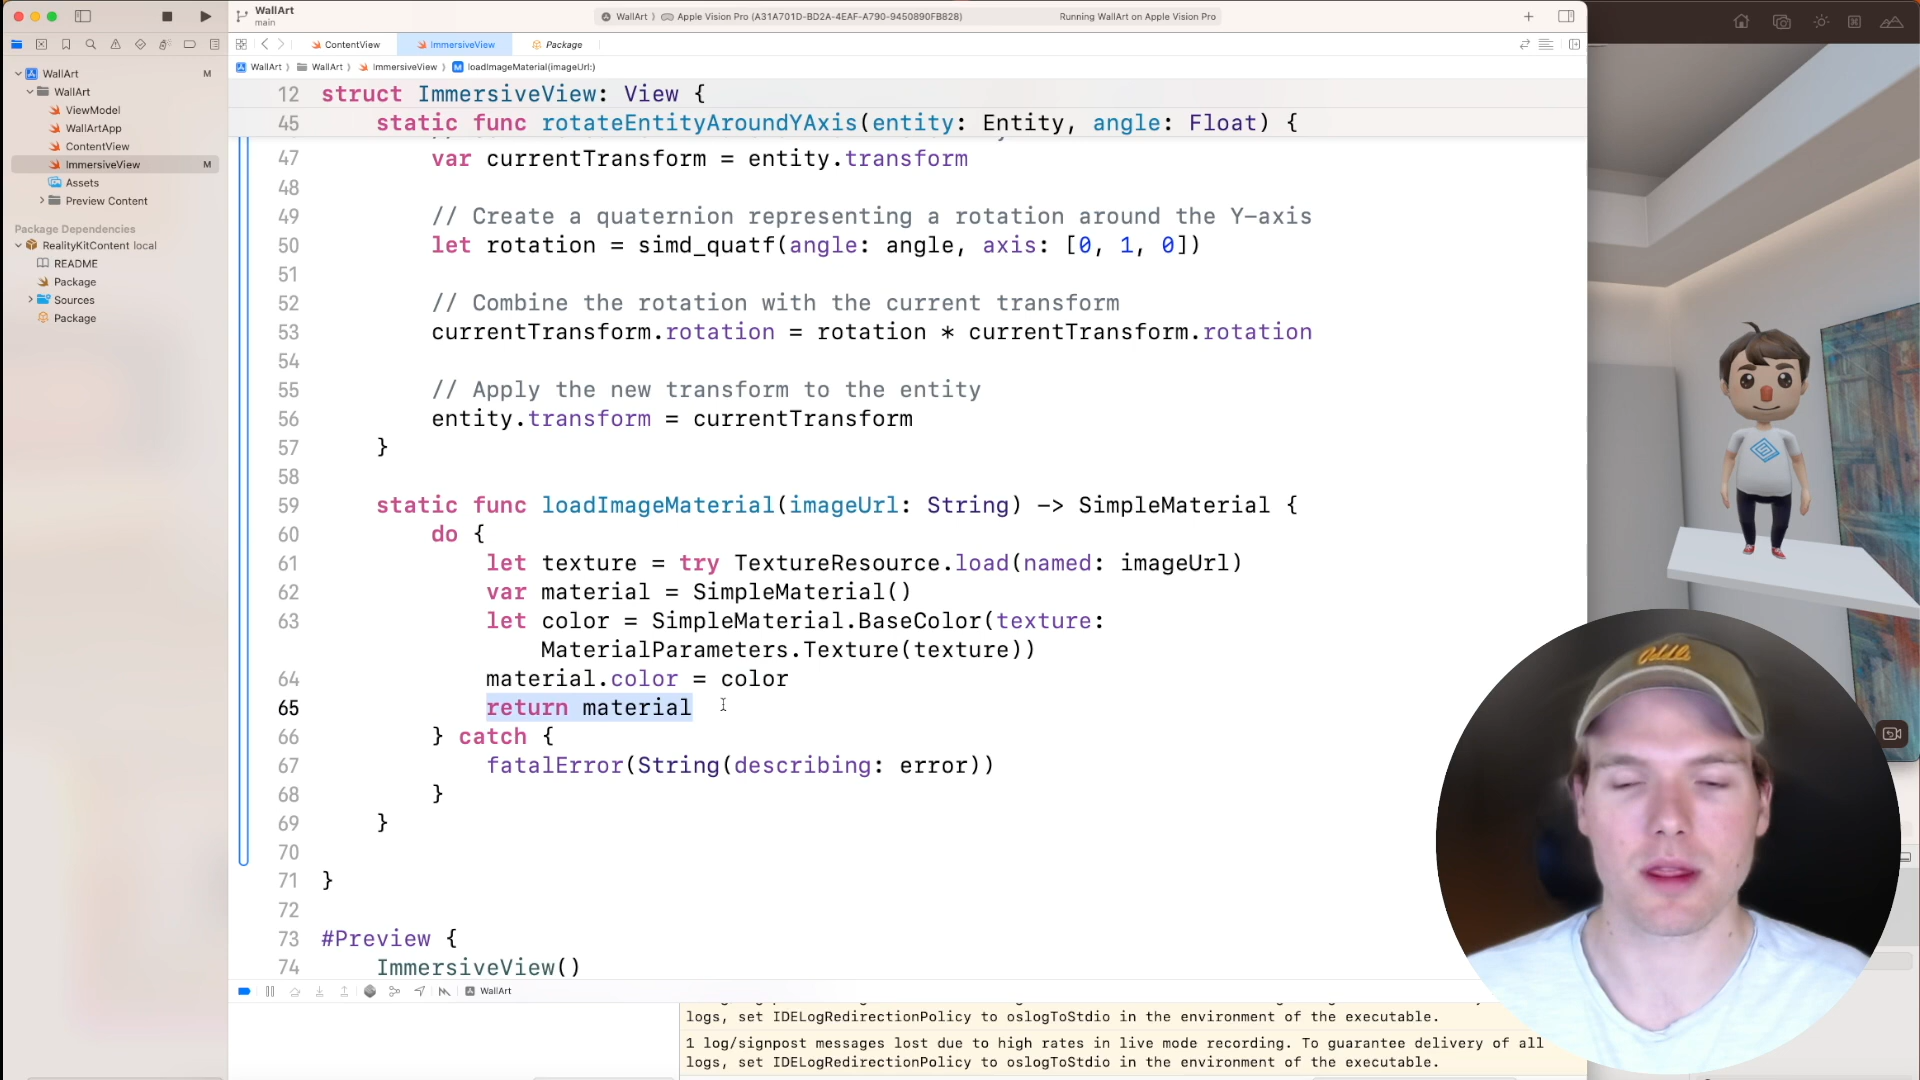 WallArt
main
WallArt
Apple Vision Pro (A31A701D-BD2A-4EAF-A790-9450890FB828)
Running WallArt on Apple Vision Pro
ContentView
ImmersiveView
Package
WallArt
WallArt
ImmersiveView
M
loadImageMaterial(imageUrl:)
WallArt
M
WallArt
ViewModel
WallArtApp
ContentView
ImmersiveView
M
Assets
Preview Content
Package Dependencies
RealityKitContent local
README
Package
Sources
Package
12 struct ImmersiveView: View {
45 static func rotateEntityAroundYAxis(entity: Entity, angle: Float) {
47 var currentTransform = entity.transform
48
49 // Create a quaternion representing a rotation around the Y-axis
50 let rotation = simd_quatf(angle: angle, axis: [0, 1, 0])
51
52 // Combine the rotation with the current transform
53 currentTransform.rotation = rotation * currentTransform.rotation
54
55 // Apply the new transform to the entity
56 entity.transform = currentTransform
57 }
58
59 static func loadImageMaterial(imageUrl: String) -> SimpleMaterial {
60 do {
61 let texture = try TextureResource.load(named: imageUrl)
62 var material = SimpleMaterial()
63 let color = SimpleMaterial.BaseColor(texture:
MaterialParameters.Texture(texture))
64 material.color = color
65 return material
66 } catch {
67 fatalError(String(describing: error))
68 }
69 }
70
71 }
72
73 #Preview {
74 ImmersiveView()
WallArt
logs, set IDELogRedirectionPolicy to oslogToStdio in the environment of the executable.
1 log/signpost messages lost due to high rates in live mode recording. To guarantee delivery of all
logs, set IDELogRedirectionPolicy to oslogToStdio in the environment of the executable.